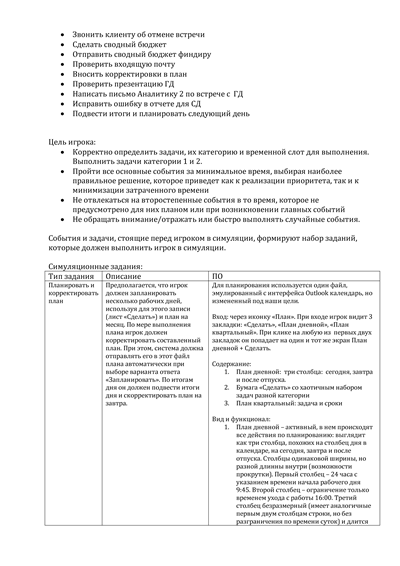 • Звонить клиенту об отмене встречи
• Сделать сводный бюджет
• Отправить сводный бюджет финдиру
• Проверить входящую почту
• Вносить корректировки в план
• Проверить презентацию ГД
• Написать письмо Аналитику 2 по встрече с ГД
• Исправить ошибку в отчете для СД
• Подвести итоги и планировать следующий день
Цель игрока:
• Корректно определить задачи, их категорию и временной слот для выполнения.
Выполнить задачи категории 1 и 2.
• Пройти все основные события за минимальное время, выбирая наиболее
правильное решение, которое приведет как к реализации приоритета, так и к
минимизации затраченного времени
• Не отвлекаться на второстепенные события в то время, которое не
предусмотрено для них планом или при возникновении главных событий
• Не обращать внимание/отражать или быстро выполнять случайные события.
События и задачи, стоящие перед игроком в симуляции, формируют набор заданий,
которые должен выполнить игрок в симуляции.
Симуляционные задания:
Тип задания Описание ПО
Планировать и
корректировать
план
Предполагается, что игрок
должен запланировать
несколько рабочих дней,
используя для этого записи
(лист «Сделать») и план на
месяц. По мере выполнения
плана игрок должен
корректировать составленный
план. При этом, система должна
отправлять его в этот файл
плана автоматически при
выборе варианта ответа
«Запланировать». По итогам
дня он должен подвести итоги
дня и скорректировать план на
завтра.
Для планирования используется один файл,
эмулированный с интерфейса Outlook календарь, но
измененный под наши цели.
Вход: через иконку «План». При входе игрок видит 3
закладки: «Сделать», «План дневной», «План
квартальный». При клике на любую из первых двух
закладок он попадает на один и тот же экран План
дневной + Сделать.
Содержание:
1. План дневной: три столбца: сегодня, завтра
и после отпуска.
2. Бумага «Сделать» со хаотичным набором
задач разной категории
3. План квартальный: задача и сроки
Вид и функционал:
1. План дневной – активный, в нем происходят
все действия по планированию: выглядит
как три столбца, похожих на столбец дня в
календаре, на сегодня, завтра и после
отпуска. Столбцы одинаковой ширины, но
разной длинны внутри (возможности
прокрутки). Первый столбец – 24 часа с
указанием времени начала рабочего дня
9:45. Второй столбец – ограничение только
временем ухода с работы 16:00. Третий
столбец безразмерный (имеет аналогичные
первым двум столбцам строки, но без
разграничения по времени суток) и длится